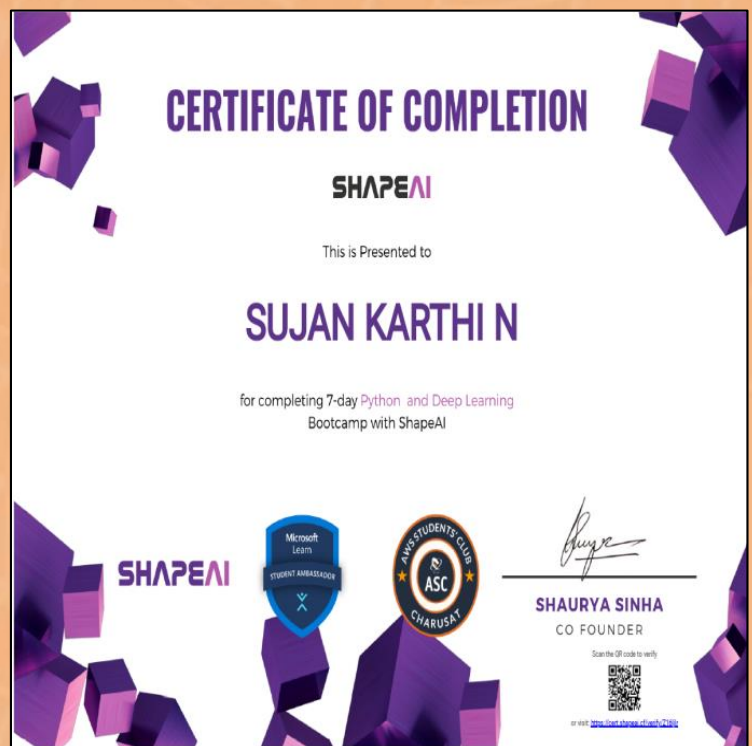 CERTIFICATE OF COMPLETION
SHAPEAI
This is Presented to
SUJAN KARTHI N
for completing 7-day Python and Deep Learning
Bootcamp with ShapeAI
SHAPEAI
Microsoft
Learn
STUDENT AMBASSADOR
AWS STUDENTS' CLUB
ASC
CHARUSAT
SHAURYA SINHA
CO FOUNDER
Scan the QR code to verify
or visit: